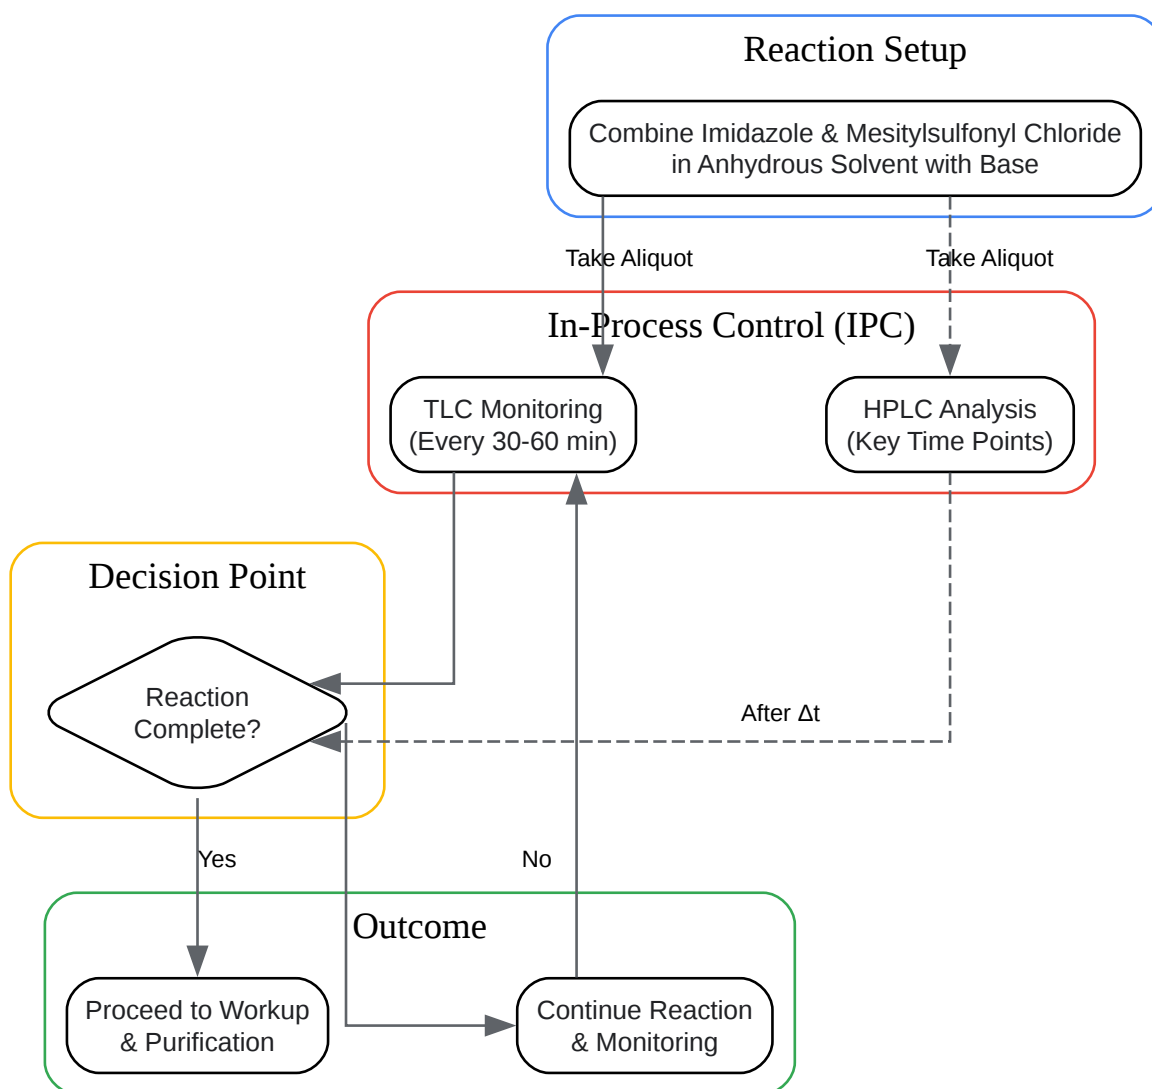 Reaction Setup
Combine Imidazole & Mesitylsulfonyl Chloride
in Anhydrous Solvent with Base
Take Aliquot
Take Aliquot
In-Process Control (IPC)
TLC Monitoring
(Every 30-60 min)
HPLC Analysis
(Key Time Points)
Decision Point
Reaction
Complete?
After Δt
Yes
No
Outcome
Proceed to Workup
& Purification
Continue Reaction
& Monitoring